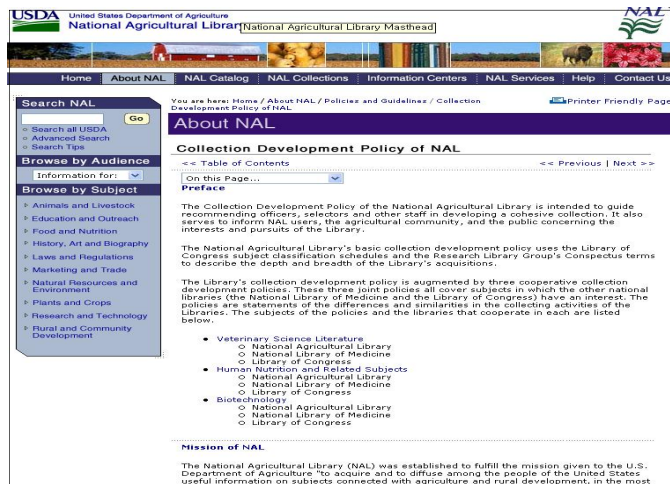 USDA
United States Department of Agriculture
National Agricultural Librar
National Agricultural Library Masthead
NAL
Home
About NAL
NAL Catalog
NAL Collections
Information Centers
NAL Services
Help
Contact Us
Search NAL
Go
Search all USDA
Advanced Search
Search Tips
Browse by Audience
Information for:
Browse by Subject
Animals and Livestock
Education and Outreach
Food and Nutrition
History, Art and Biography
Laws and Regulations
Marketing and Trade
Natural Resources and
Environment
Plants and Crops
Research and Technology
Rural and Community
Development
You are here: Home / About NAL / Policies and Guidelines / Collection
Development Policy of NAL
Printer Friendly Page
About NAL
Collection Development Policy of NAL
<< Table of Contents
<< Previous | Next >>
On this Page...
Preface
The Collection Development Policy of the National Agricultural Library is intended to guide
recommending officers, selectors and other staff in developing a cohesive collection. It also
serves to inform NAL users, the agricultural community, and the public concerning the
interests and pursuits of the Library.
The National Agricultural Library's basic collection development policy uses the Library of
Congress subject classification schedules and the Research Library Group's Conspectus terms
to describe the depth and breadth of the Library's acquisitions.
The Library's collection development policy is augmented by three cooperative collection
development policies. These three joint policies all cover subjects in which the other national
libraries (the National Library of Medicine and the Library of Congress) have an interest. The
policies are statements of the differences and similarities in the collecting activities of the
Libraries. The subjects of the policies and the libraries that cooperate in each are listed
below.
Veterinary Science Literature
National Agricultural Library
National Library of Medicine
Library of Congress
Human Nutrition and Related Subjects
National Agricultural Library
National Library of Medicine
Library of Congress
Biotechnology
National Agricultural Library
National Library of Medicine
Library of Congress
Mission of NAL
The National Agricultural Library (NAL) was established to fulfill the mission given to the U.S.
Department of Agriculture "to acquire and to diffuse among the people of the United States
useful information on subjects connected with agriculture and rural development, in the most